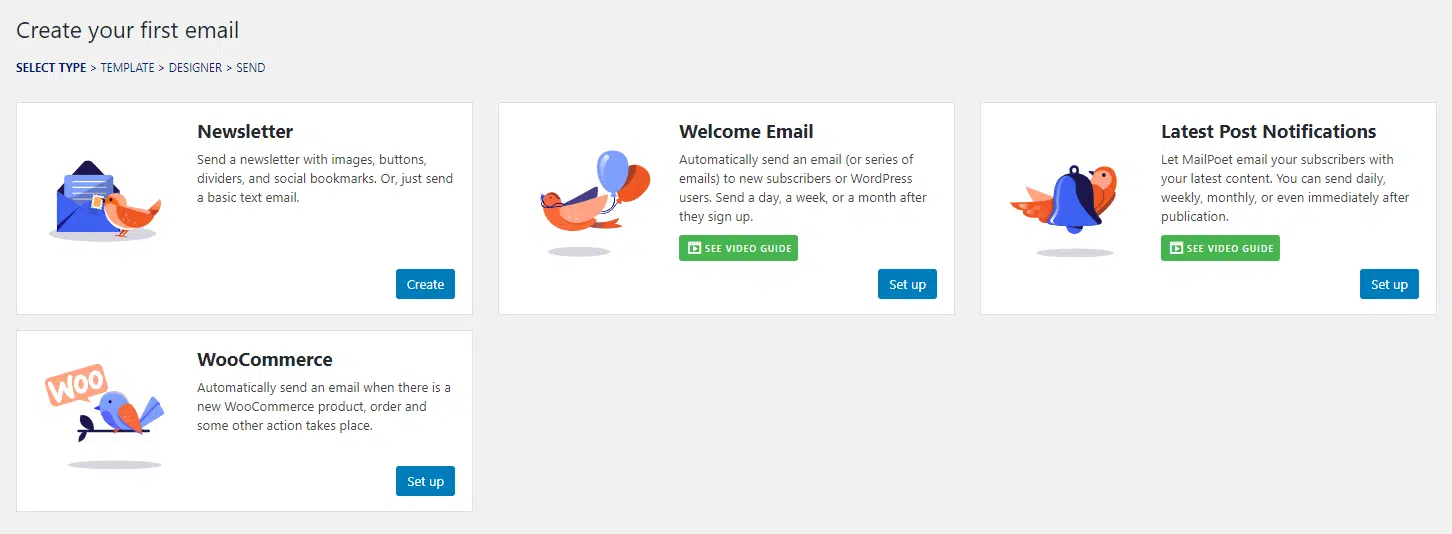 Create your first email
SELECT TYPE > TEMPLATE > DESIGNER > SEND
Newsletter
Send a newsletter with images, buttons,
dividers, and social bookmarks. Or, just send
a basic text email.
Create
Welcome Email
Automatically send an email (or series of
emails) to new subscribers or WordPress
users. Send a day, a week, or a month after
they sign up.
SEE VIDEO GUIDE
Set up
Latest Post Notifications
Let MailPoet email your subscribers with
your latest content. You can send daily,
weekly, monthly, or even immediately after
publication.
SEE VIDEO GUIDE
Set up
WOO
WooCommerce
Automatically send an email when there is a
new WooCommerce product, order and
some other action takes place.
Set up